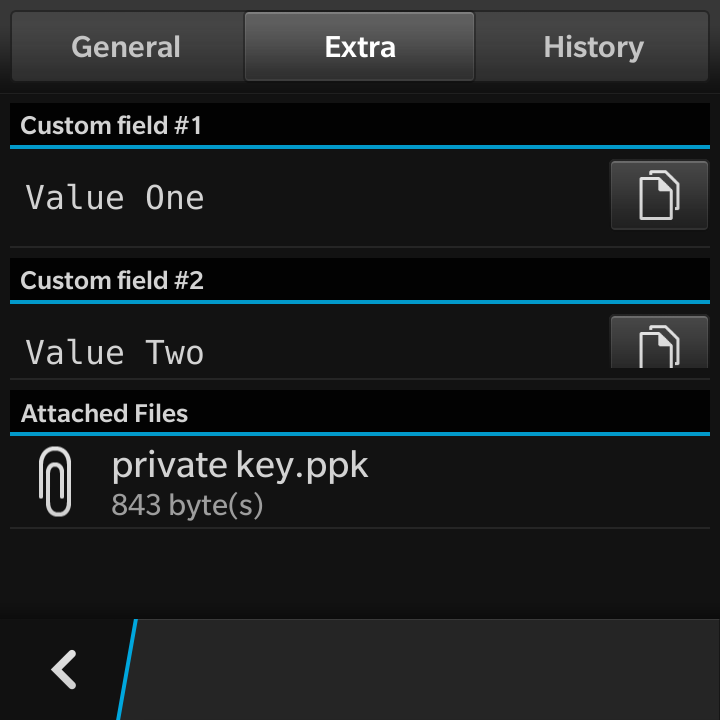 General
Extra
History
Custom field #1
Value One
Custom field #2
Value Two
Attached Files
private key.ppk
843 byte(s)